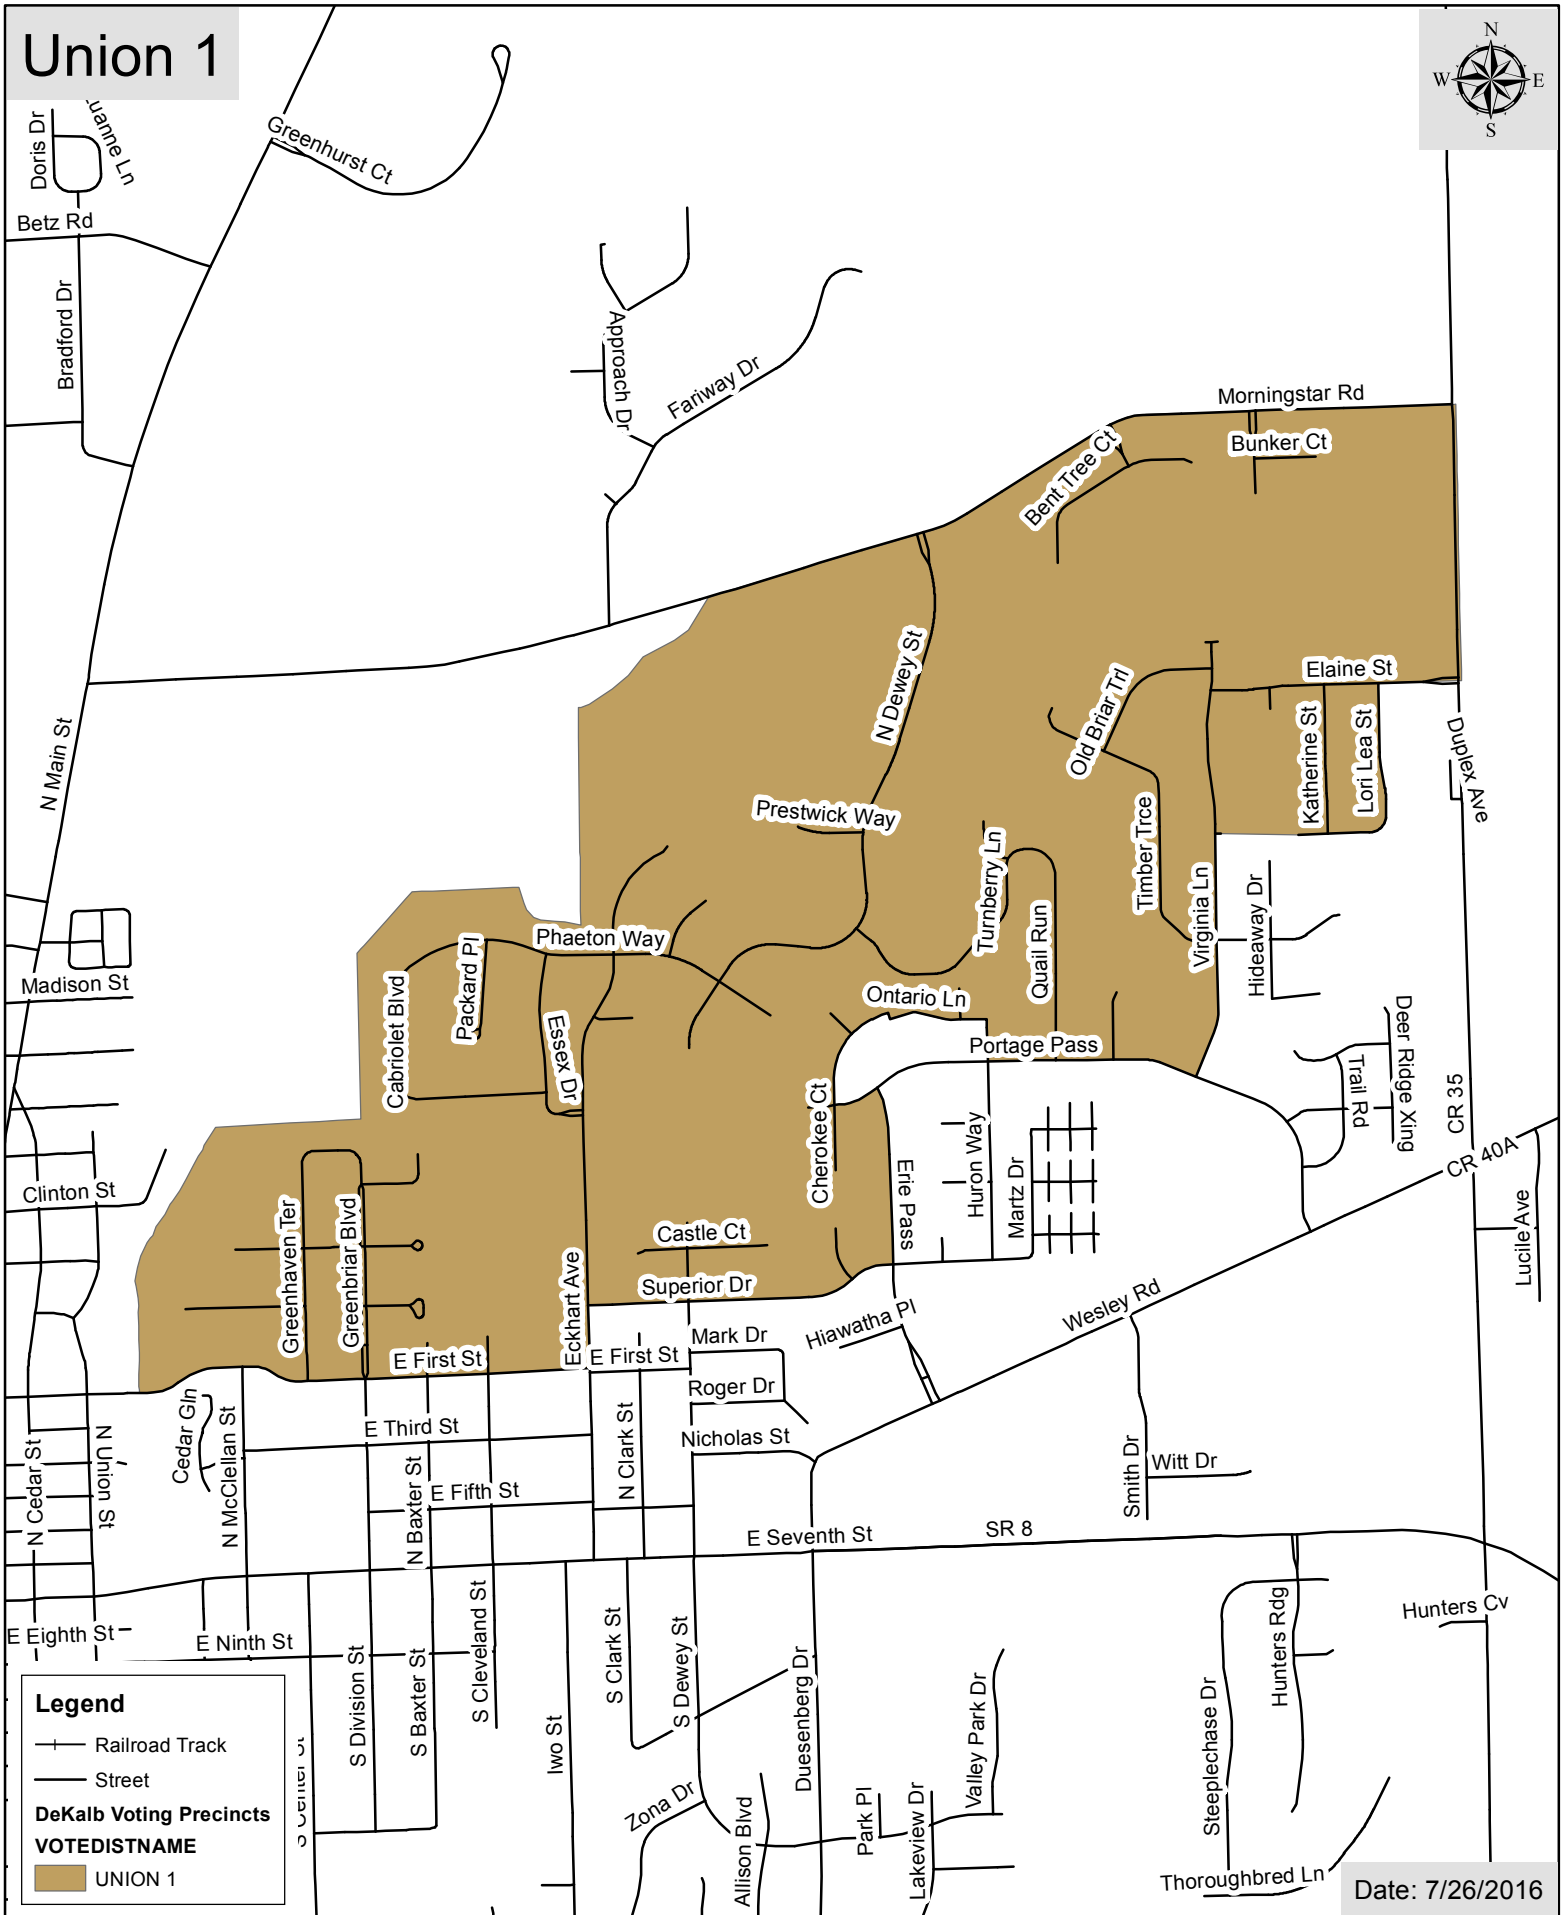 Union 1
N
W
E
S
Doris Dr
Greenhurst Ct
Betz Rd
Bradford Dr
Approach Dr
Fariway Dr
Morningstar Rd
Bunker Ct
Bent Tree Ct
N Dewey St
Old Briar Trl
Elaine St
Katherine St
Lori Lea St
Duplex Ave
N Main St
Prestwick Way
Turnberry Ln
Timber Trce
Virginia Ln
Hideaway Dr
Quail Run
Phaeton Way
Packard Pl
Cabriolet Blvd
Essex Dr
Madison St
Ontario Ln
Portage Pass
Deer Ridge Xing
Trail Rd
CR 35
CR 40A
Cherokee Ct
Erie Pass
Huron Way
Martz Dr
Clinton St
Greenhaven Ter
Greenbriar Blvd
Castle Ct
Superior Dr
Eckhart Ave
Lucile Ave
Wesley Rd
Hiawatha Pl
Mark Dr
E First St
E First St
Roger Dr
Cedar Gln
N McClellan St
E Third St
N Clark St
Nicholas St
N Cedar St
N Union St
N Baxter St
E Fifth St
Smith Dr
Witt Dr
E Seventh St
SR 8
E Eighth St
E Ninth St
S Division St
S Baxter St
S Cleveland St
Iwo St
S Clark St
S Dewey St
Duesenberg Dr
Valley Park Dr
Hunters Rdg
Hunters Cv
Steeplechase Dr
Zona Dr
Allison Blvd
Park Pl
Lakeview Dr
Thoroughbred Ln
Legend
Railroad Track
Street
DeKalb Voting Precincts
VOTEDISTNAME
UNION 1
Date: 7/26/2016